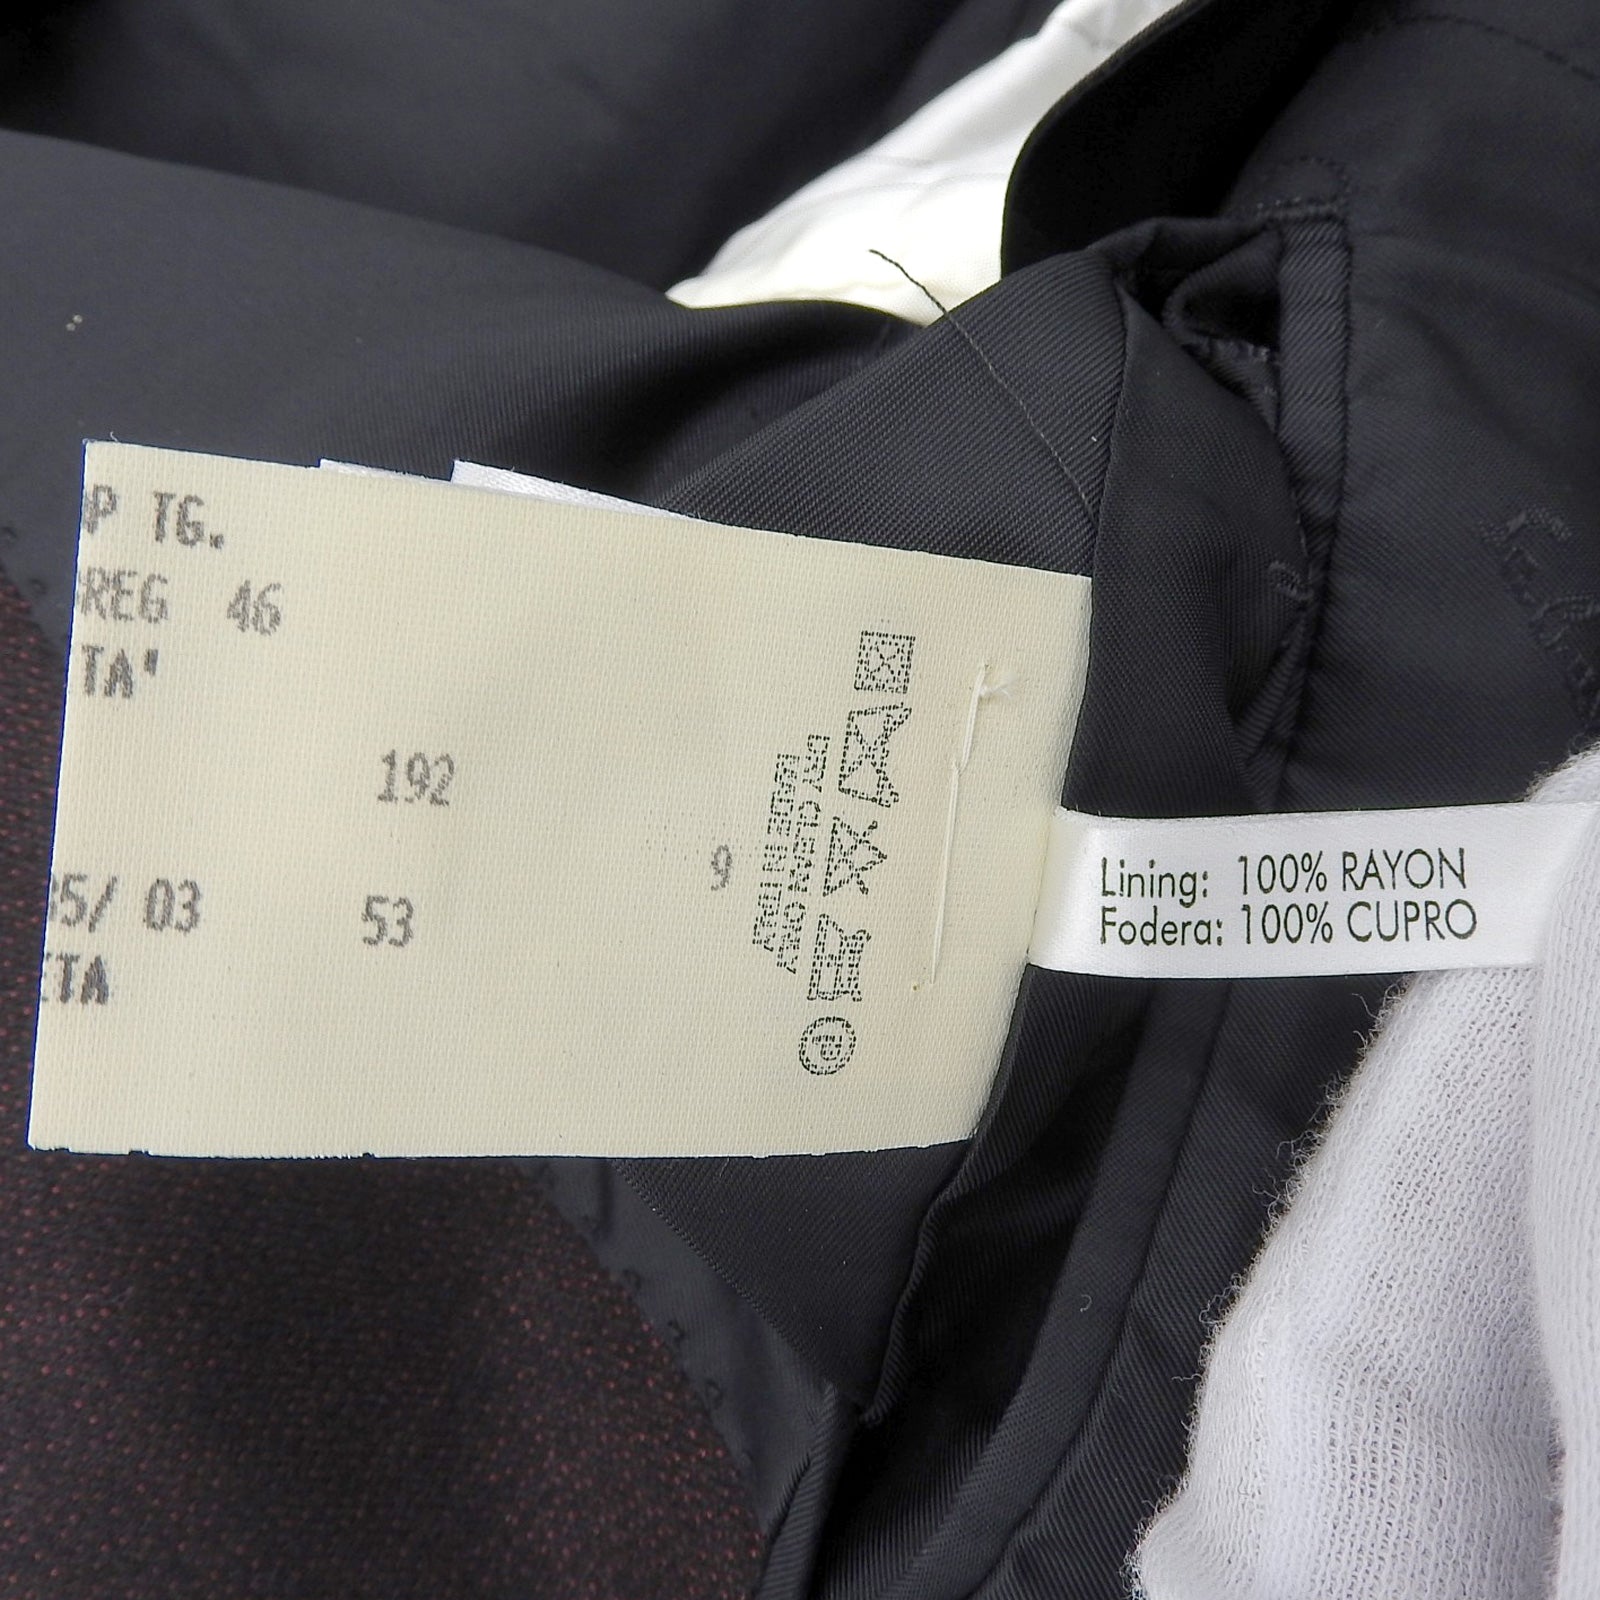 P TG.
REG 46
TA'
192
9
5/ 03 53
TA
DRY CLEAN ONLY
MADE IN ITALY
P
Lining: 100% RAYON
Fodera: 100% CUPRO